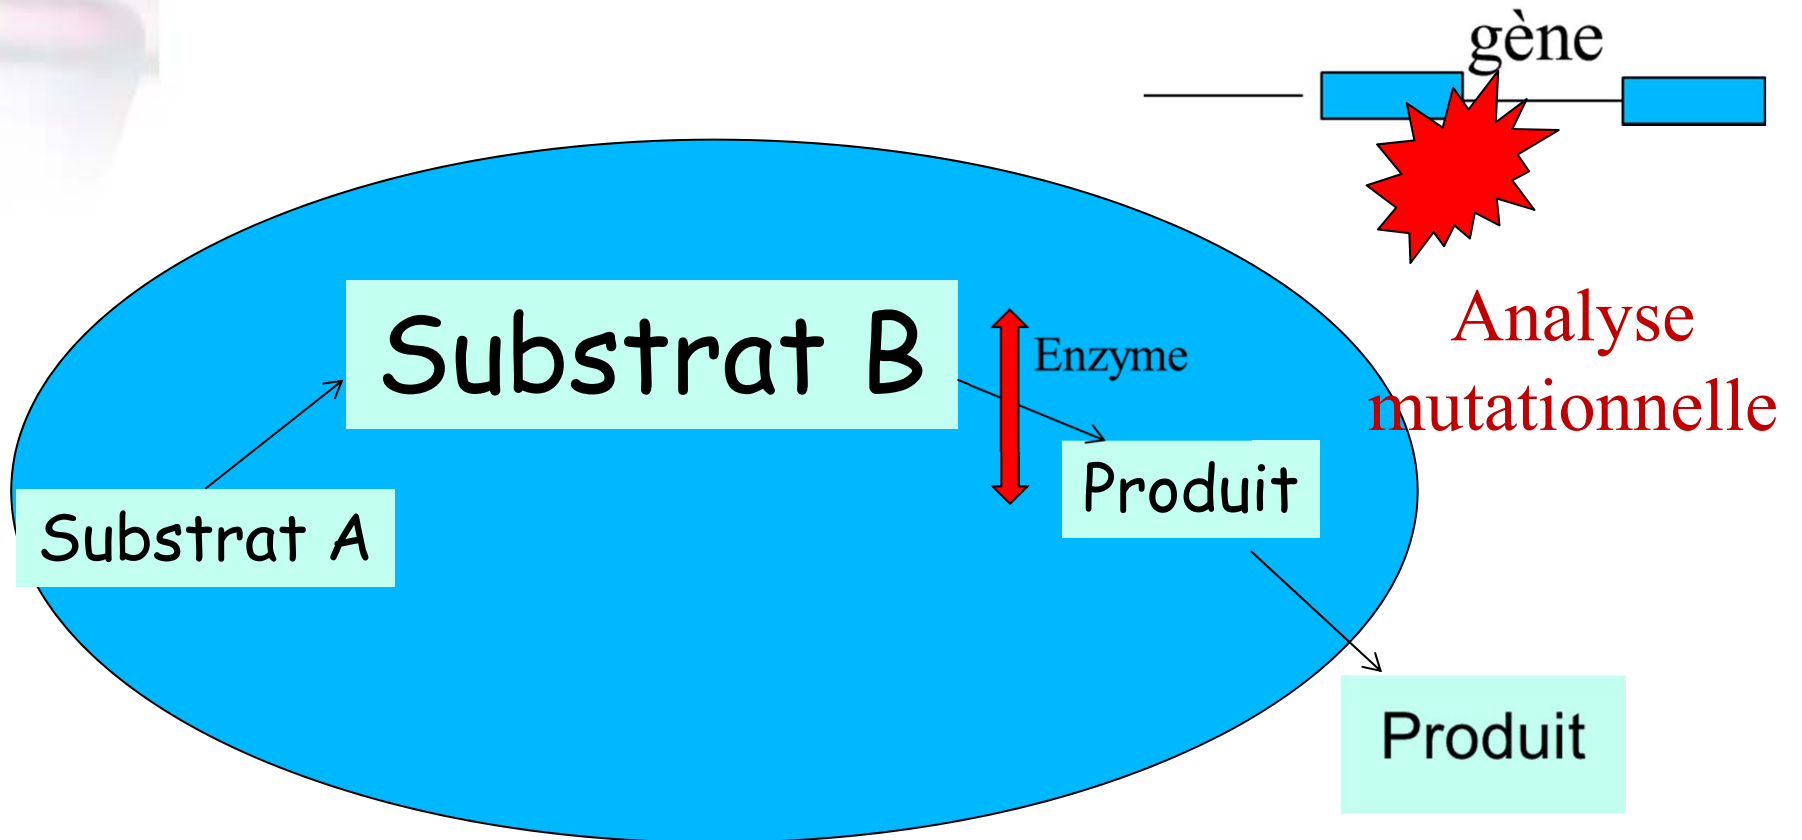 gène
Analyse
mutationnelle
Substrat B
Enzyme
Produit
Substrat A
Produit